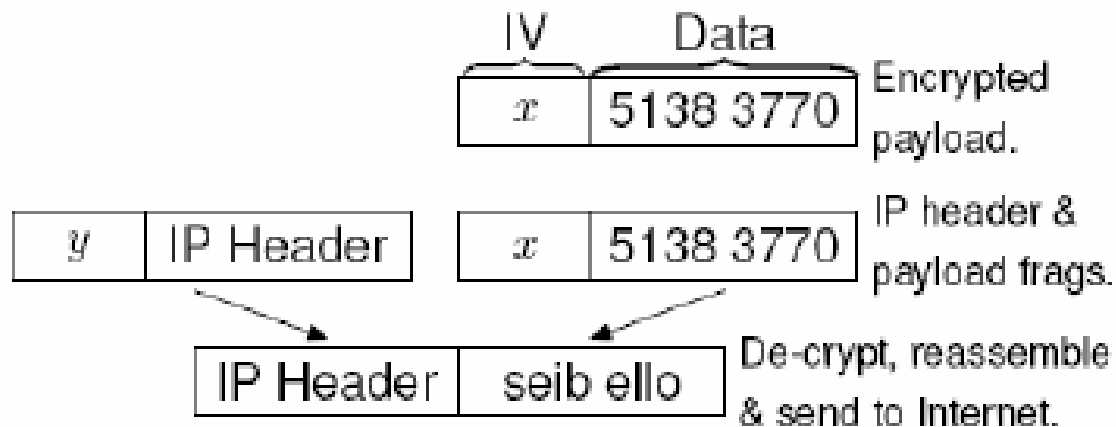 IV Data
x 5138 3770 Encrypted
payload.
y IP Header x 5138 3770 IP header &
payload frags.
IP Header seib ello De-crypt, reassemble
& send to Internet.